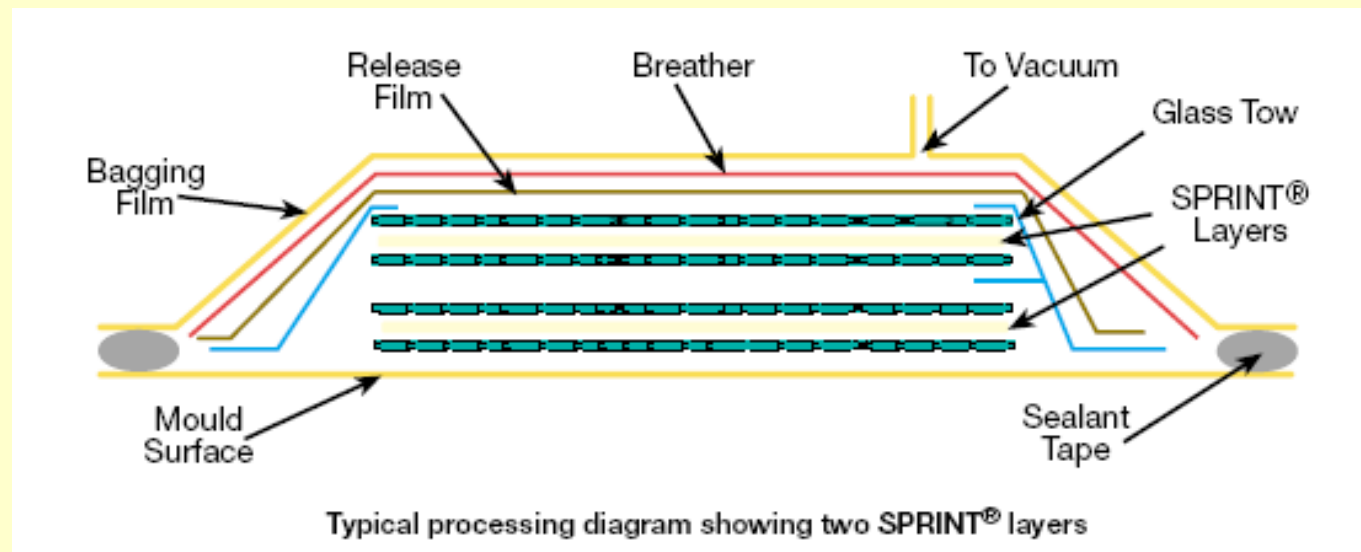 Release
Film
Breather
To Vacuum
Glass Tow
Bagging
Film
SPRINT®
Layers
Mould
Surface
Sealant
Tape
Typical processing diagram showing two SPRINT® layers